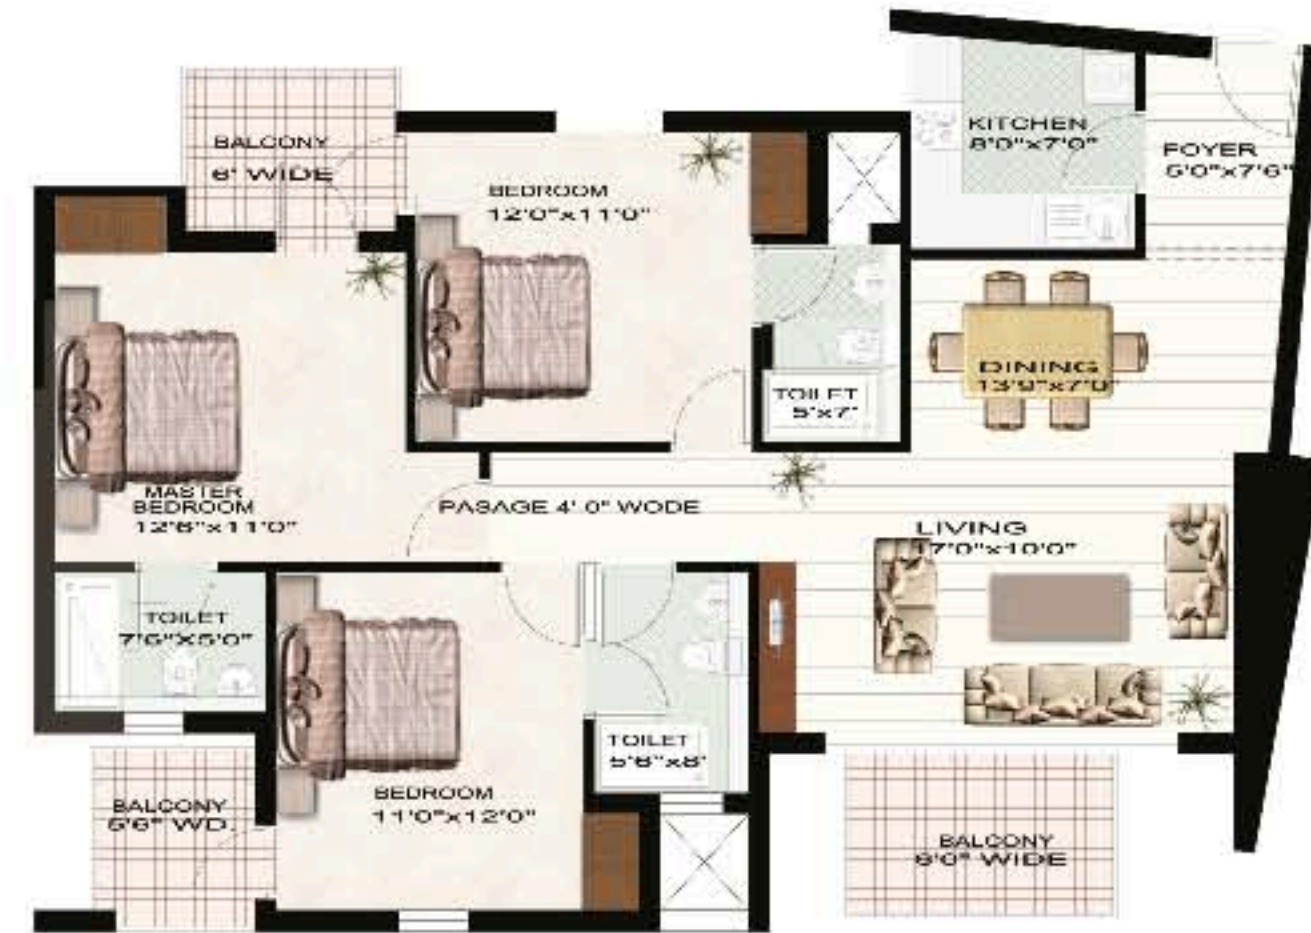 KITCHEN
8'0"x7'0"
FOYER
5'0"x7'6"
BALCONY
6' WIDE
BEDROOM
12'0"x11'0"
DINING
13'9"x7'0"
TOILET
5'x7'
MASTER
BEDROOM
12'6"x11'0"
PASAGE 4' 0" WODE
LIVING
17'0"x10'0"
TOILET
7'6"X5'0"
TOILET
5'6"x8'
BEDROOM
11'0"x12'0"
BALCONY
5'6" WD.
BALCONY
6'0" WIDE